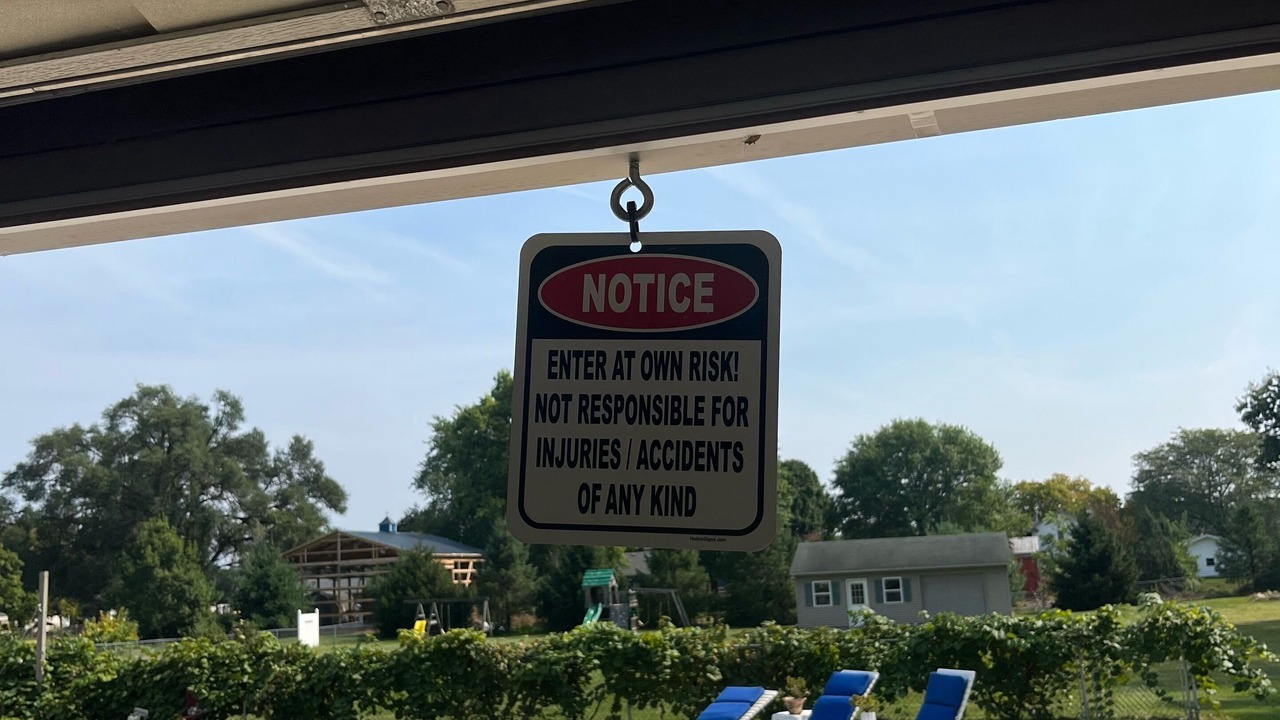 NOTICE
ENTER AT OWN RISK!
NOT RESPONSIBLE FOR
INJURIES / ACCIDENTS
OF ANY KIND